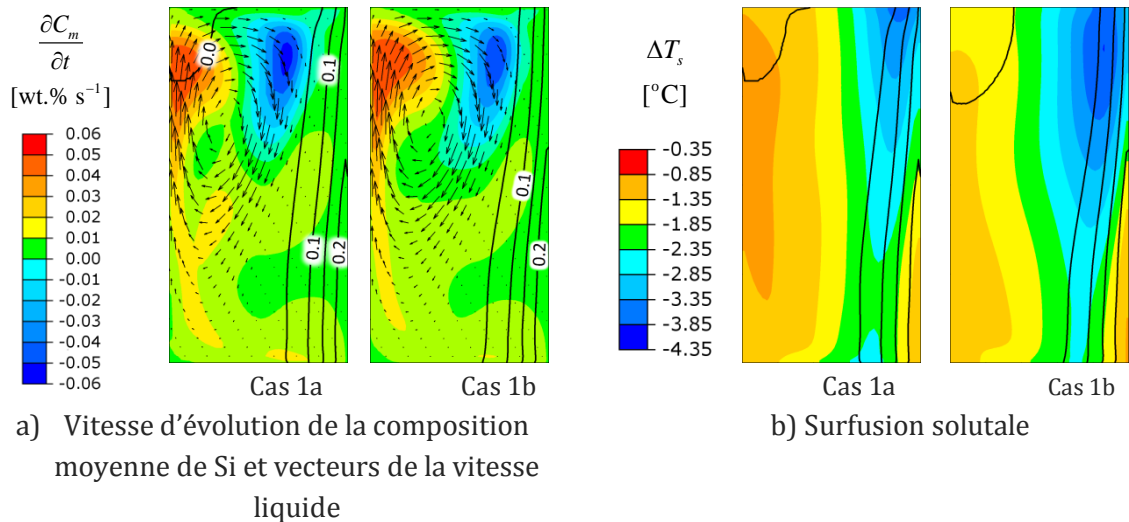 ∂Cₘ
∂t
[wt.% s⁻¹]
0.06
0.05
0.04
0.03
0.02
0.01
0.00
-0.01
-0.02
-0.03
-0.04
-0.05
-0.06
0.0
0.1
0.1
0.2
Cas 1a
0.1
0.2
Cas 1b
a) Vitesse d’évolution de la composition
moyenne de Si et vecteurs de la vitesse
liquide
ΔTₛ
[°C]
-0.35
-0.85
-1.35
-1.85
-2.35
-2.85
-3.35
-3.85
-4.35
Cas 1a
Cas 1b
b) Surfusion solutale